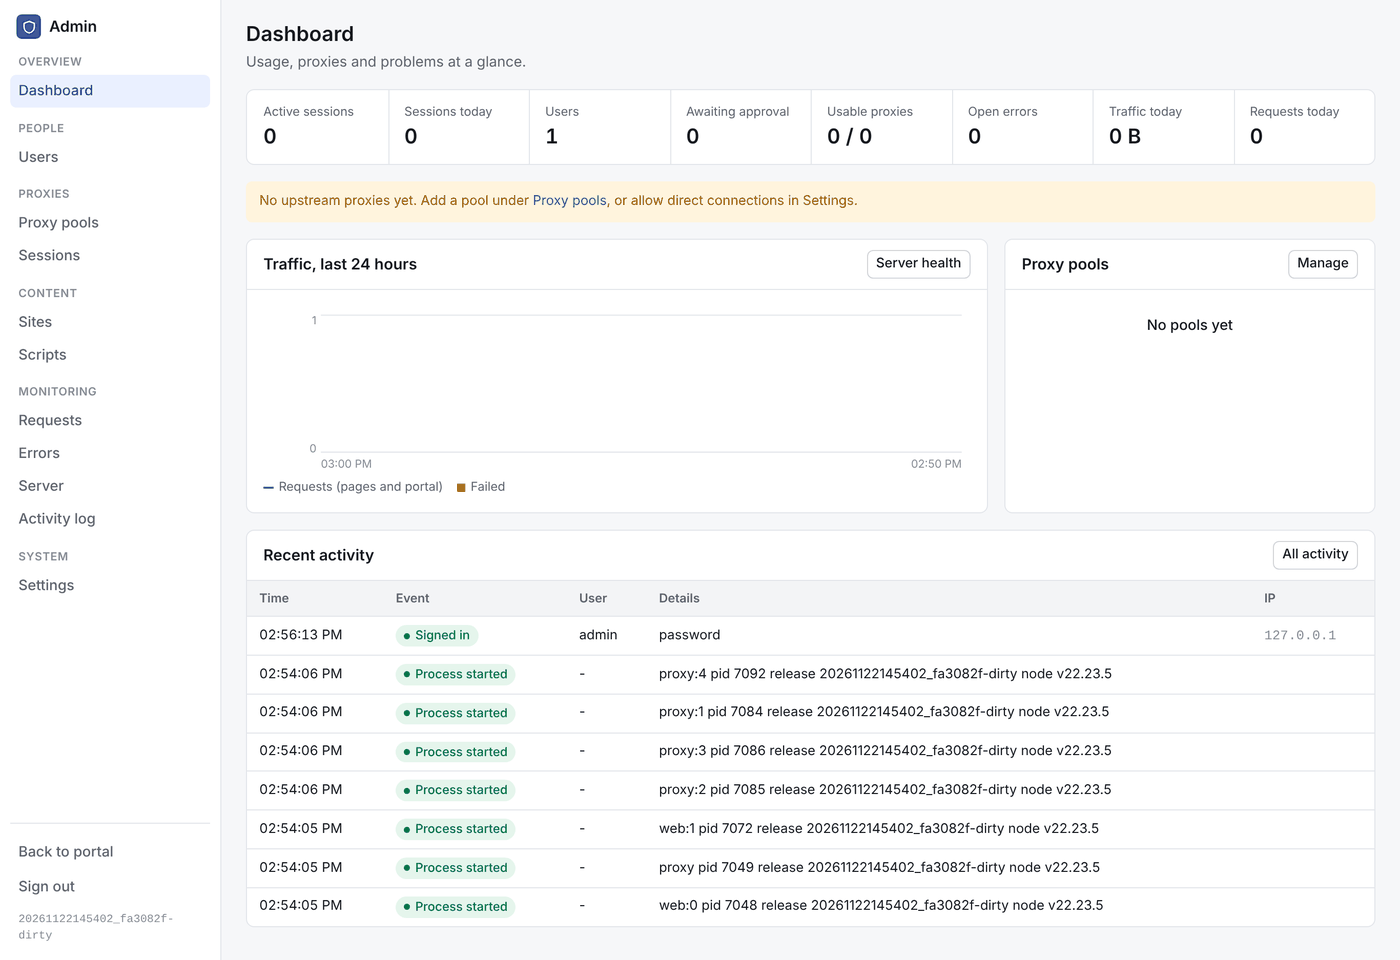 Admin
OVERVIEW
Dashboard
PEOPLE
Users
PROXIES
Proxy pools
Sessions
CONTENT
Sites
Scripts
MONITORING
Requests
Errors
Server
Activity log
SYSTEM
Settings
Back to portal
Sign out
20261122145402_fa3082f-
dirty
Dashboard
Usage, proxies and problems at a glance.
Active sessions
0
Sessions today
0
Users
1
Awaiting approval
0
Usable proxies
0 / 0
Open errors
0
Traffic today
0 B
Requests today
0
No upstream proxies yet. Add a pool under Proxy pools, or allow direct connections in Settings.
Traffic, last 24 hours
Server health
1
0
03:00 PM 02:50 PM
Requests (pages and portal) Failed
Proxy pools
Manage
No pools yet
Recent activity
All activity
Time Event User Details IP
02:56:13 PM Signed in admin password 127.0.0.1
02:54:06 PM Process started - proxy:4 pid 7092 release 20261122145402_fa3082f-dirty node v22.23.5
02:54:06 PM Process started - proxy:1 pid 7084 release 20261122145402_fa3082f-dirty node v22.23.5
02:54:06 PM Process started - proxy:3 pid 7086 release 20261122145402_fa3082f-dirty node v22.23.5
02:54:06 PM Process started - proxy:2 pid 7085 release 20261122145402_fa3082f-dirty node v22.23.5
02:54:05 PM Process started - web:1 pid 7072 release 20261122145402_fa3082f-dirty node v22.23.5
02:54:05 PM Process started - proxy pid 7049 release 20261122145402_fa3082f-dirty node v22.23.5
02:54:05 PM Process started - web:0 pid 7048 release 20261122145402_fa3082f-dirty node v22.23.5